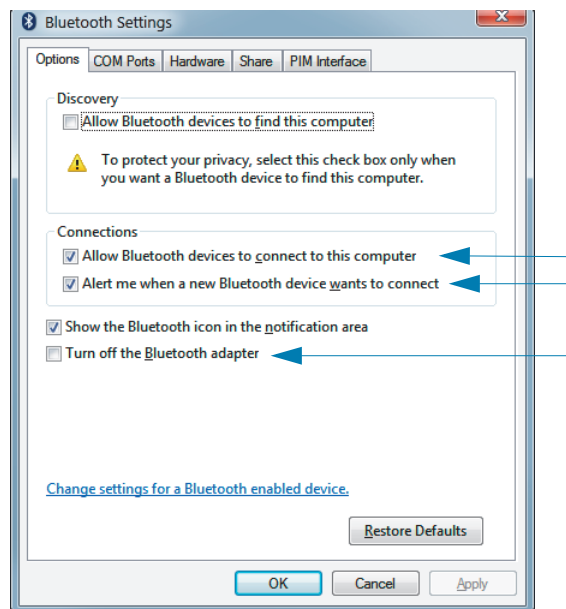 Bluetooth Settings
Options COM Ports Hardware Share PIM Interface
Discovery
Allow Bluetooth devices to find this computer
To protect your privacy, select this check box only when
you want a Bluetooth device to find this computer.
Connections
Allow Bluetooth devices to connect to this computer
Alert me when a new Bluetooth device wants to connect
Show the Bluetooth icon in the notification area
Turn off the Bluetooth adapter
Change settings for a Bluetooth enabled device.
Restore Defaults
OK Cancel Apply